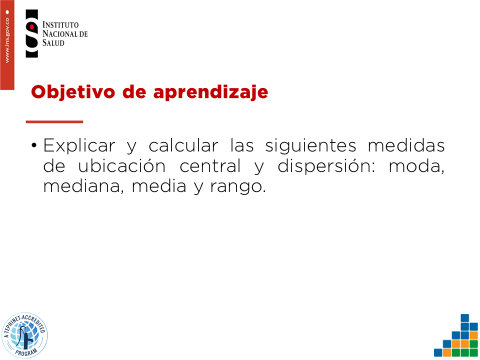 www.ins.gov.co
INSTITUTO
NACIONAL DE
SALUD
Objetivo de aprendizaje
• Explicar y calcular las siguientes medidas
de ubicación central y dispersión: moda,
mediana, media y rango.
A TEPHINET ACCREDITED
PROGRAM